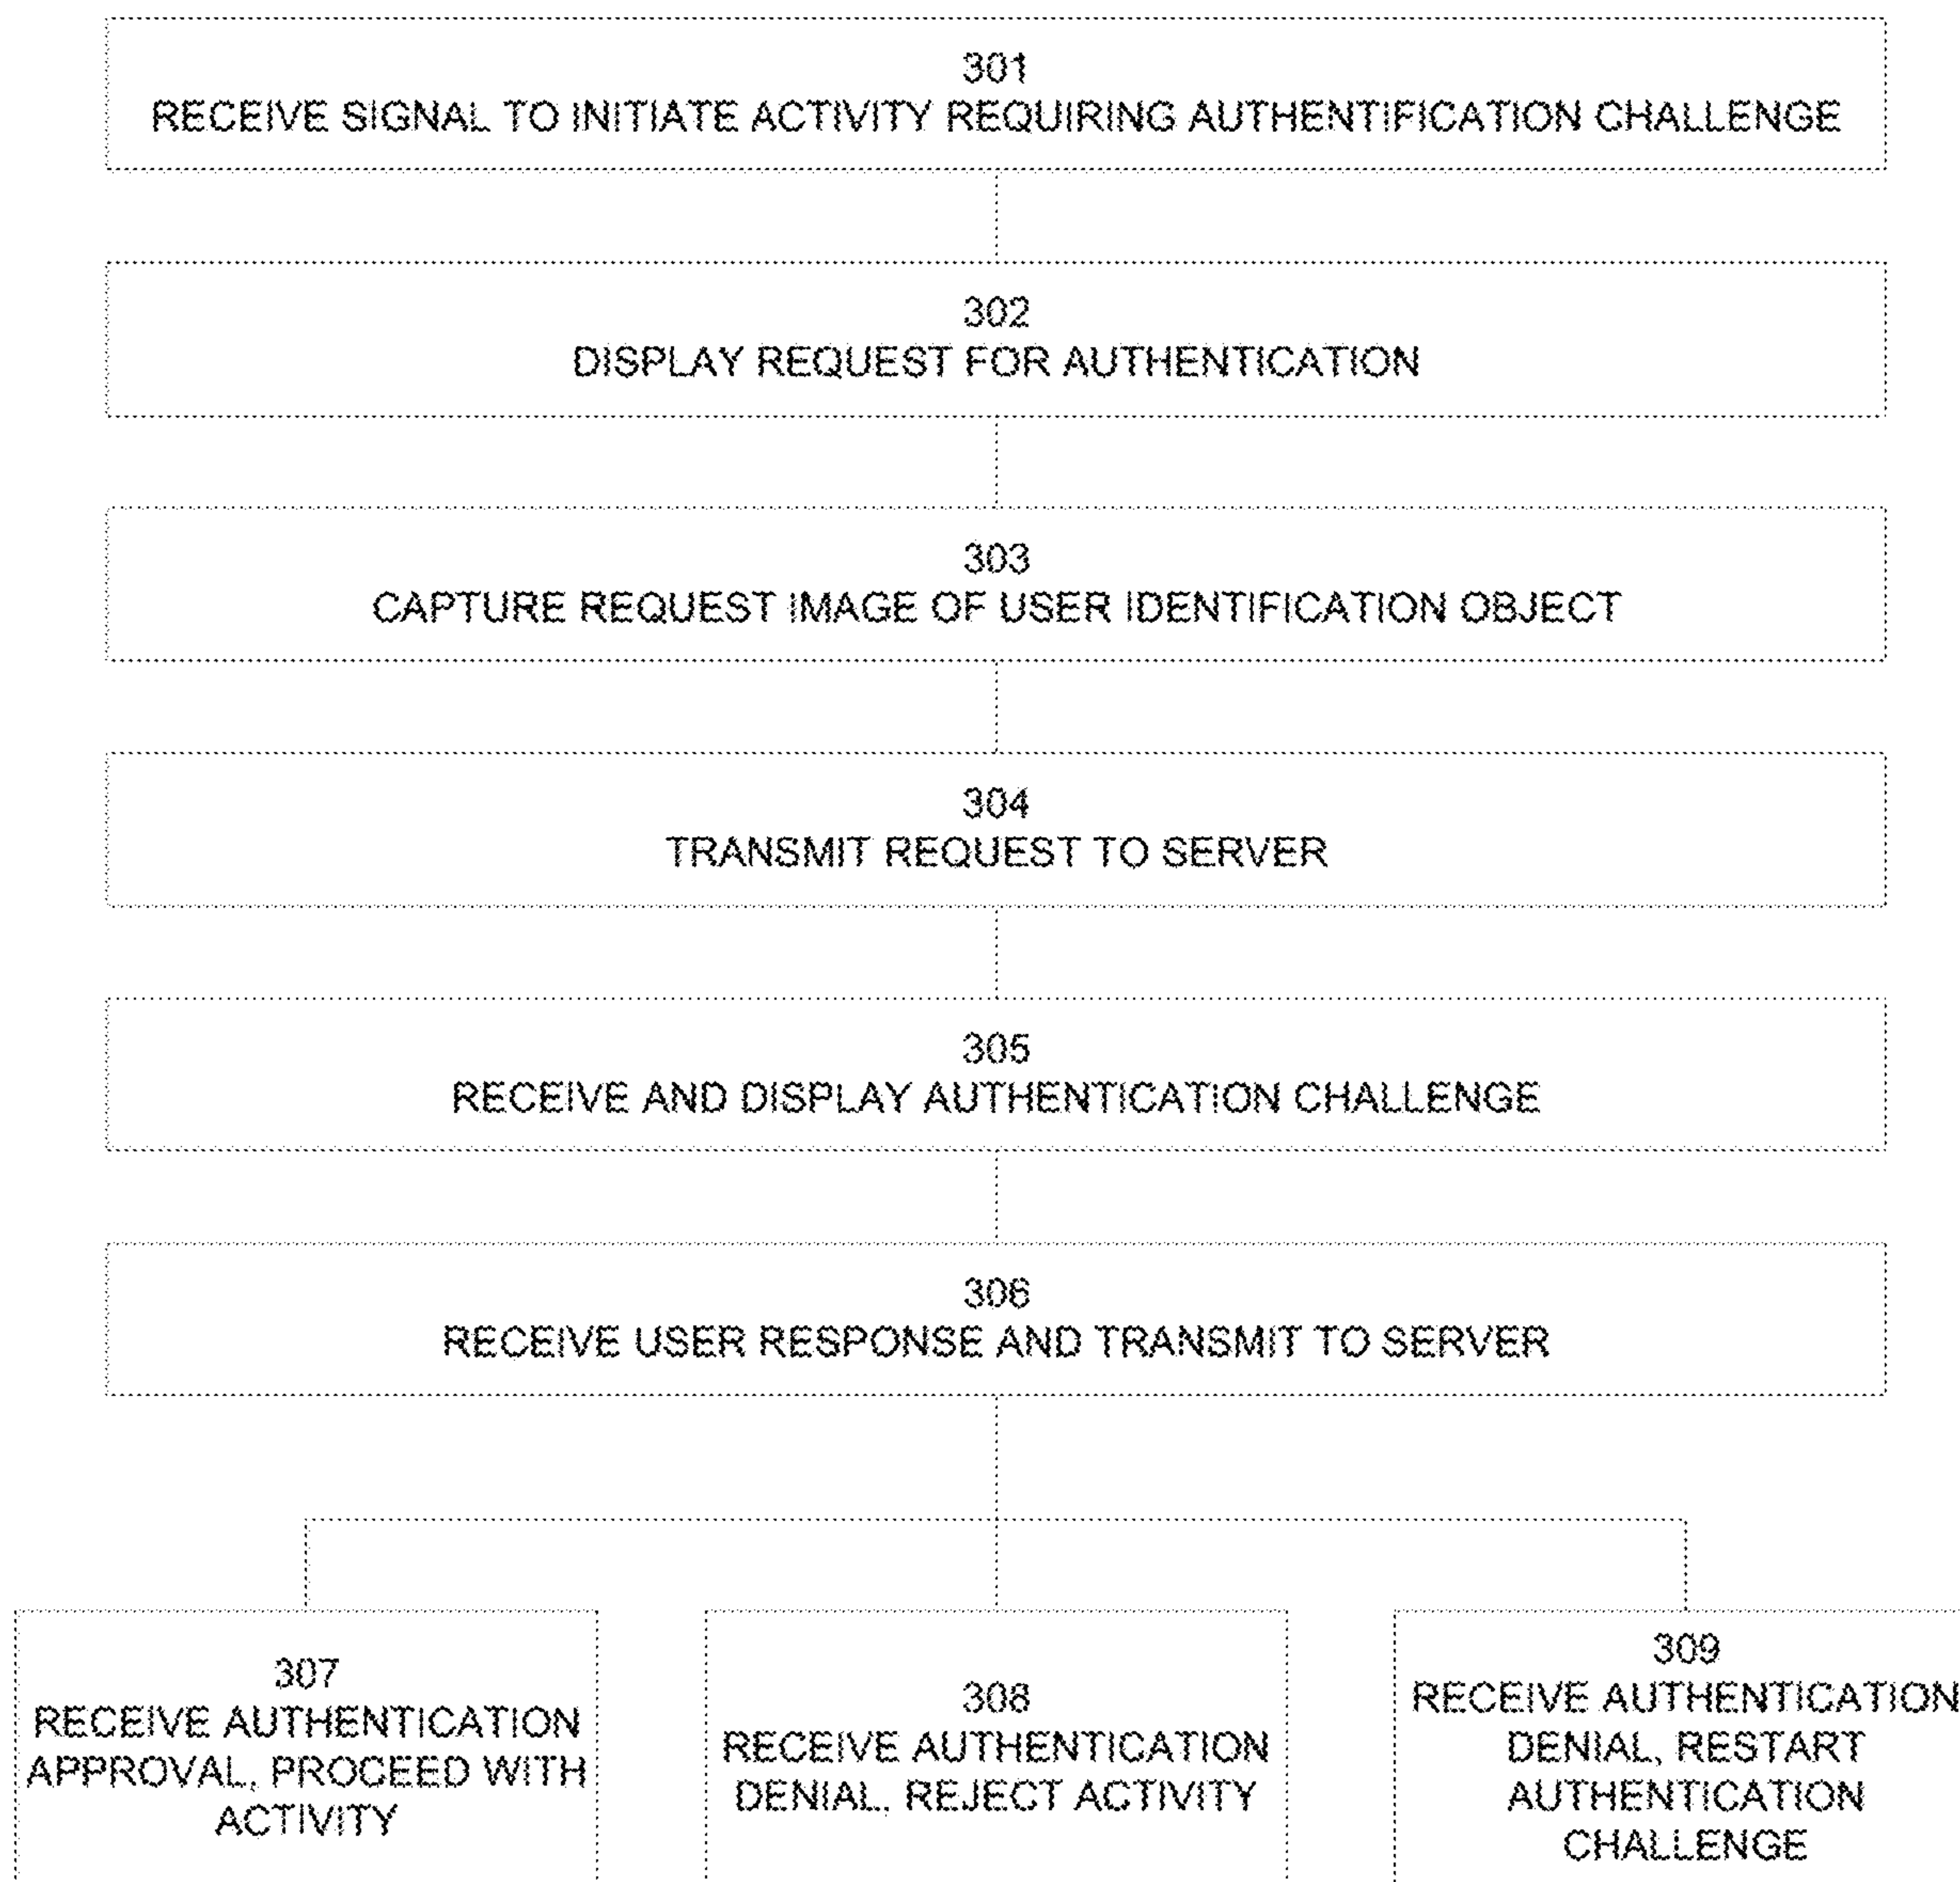 301
RECEIVE SIGNAL TO INITIATE ACTIVITY REQUIRING AUTHENTIFICATION CHALLENGE
302
DISPLAY REQUEST FOR AUTHENTICATION
303
CAPTURE REQUEST IMAGE OF USER IDENTIFICATION OBJECT
304
TRANSMIT REQUEST TO SERVER
305
RECEIVE AND DISPLAY AUTHENTICATION CHALLENGE
306
RECEIVE USER RESPONSE AND TRANSMIT TO SERVER
307
RECEIVE AUTHENTICATION
APPROVAL, PROCEED WITH
ACTIVITY
308
RECEIVE AUTHENTICATION
DENIAL, REJECT ACTIVITY
309
RECEIVE AUTHENTICATION
DENIAL, RESTART
AUTHENTICATION
CHALLENGE